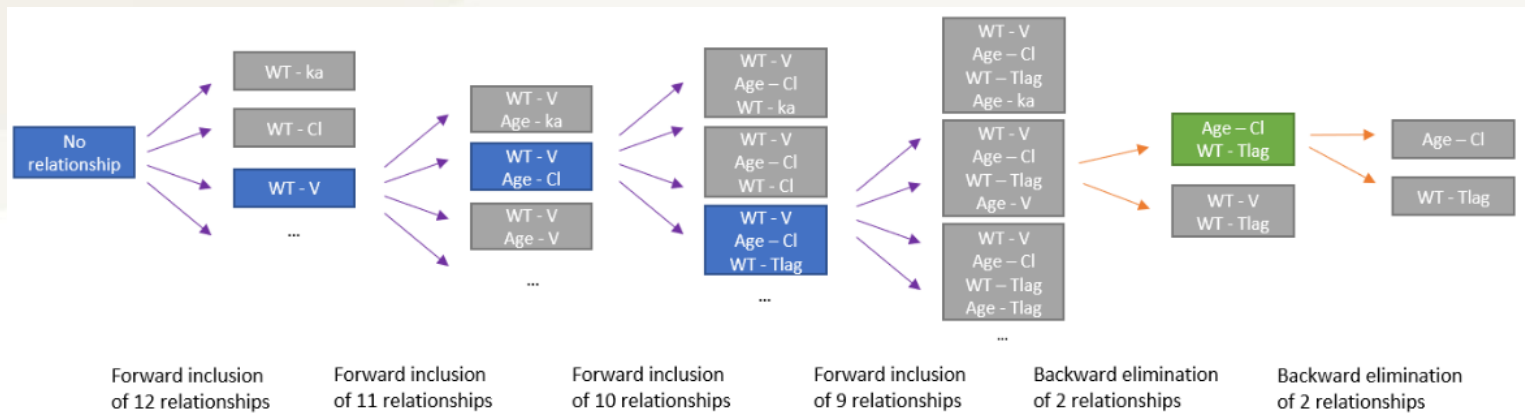 No
relationship
WT - ka
WT - Cl
WT - V
...
WT - V
Age - ka
WT - V
Age - Cl
WT - V
Age - V
...
WT - V
Age – Cl
WT - ka
WT - V
Age – Cl
WT - Cl
WT - V
Age – Cl
WT - Tlag
...
WT - V
Age – Cl
WT – Tlag
Age - ka
WT - V
Age – Cl
WT – Tlag
Age - V
WT - V
Age – Cl
WT – Tlag
Age - Tlag
...
Age – Cl
WT - Tlag
WT - V
WT - Tlag
Age – Cl
WT - Tlag
Forward inclusion
of 12 relationships
Forward inclusion
of 11 relationships
Forward inclusion
of 10 relationships
Forward inclusion
of 9 relationships
Backward elimination
of 2 relationships
Backward elimination
of 2 relationships